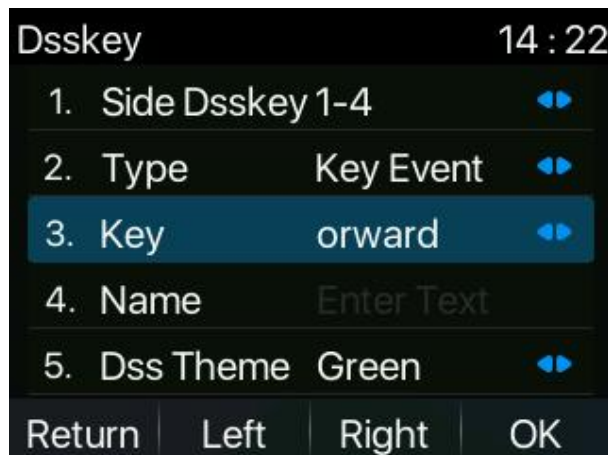 Dsskey 14 : 22
1. Side Dsskey 1-4
2. Type Key Event
3. Key orward
4. Name Enter Text
5. Dss Theme Green
Return Left Right OK